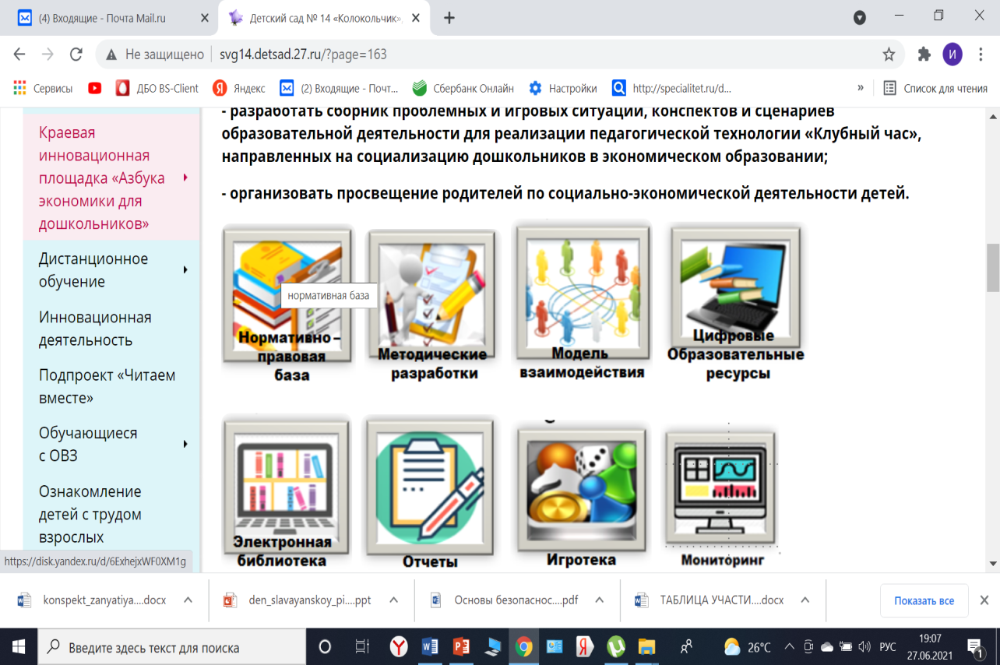 (4) Входящие - Почта Mail.ru
Детский сад № 14 «Колокольчик»,
Не защищено
svg14.detsad.27.ru/?page=163
И
Сервисы
ДБО BS-Client
Яндекс
(2) Входящие - Почт...
Сбербанк Онлайн
Настройки
http://specialitet.ru/d...
»
Список для чтения
Краевая
инновационная
площадка «Азбука
экономики для
дошкольников»
Дистанционное
обучение
Инновационная
деятельность
Подпроект «Читаем
вместе»
Обучающиеся
с ОВЗ
Ознакомление
детей с трудом
взрослых
- разработать сборник проблемных и игровых ситуации, конспектов и сценариев
образовательной деятельности для реализации педагогической технологии «Клубный час»,
направленных на социализацию дошкольников в экономическом образовании;
- организовать просвещение родителей по социально-экономической деятельности детей.
нормативная база
Нормативно –
правовая
база
Методические
разработки
Модель
взаимодействия
Цифровые
Образовательные
ресурсы
Электронная
библиотека
Отчеты
Игротека
Мониторинг
https://disk.yandex.ru/d/6ExhejxWF0XM1g
konspekt_zanyatiya....docx
den_slavayanskoy_pi....ppt
Основы безопаснос....pdf
ТАБЛИЦА УЧАСТИ....docx
Показать все
Введите здесь текст для поиска
26°C
РУС
19:07
27.06.2021
1